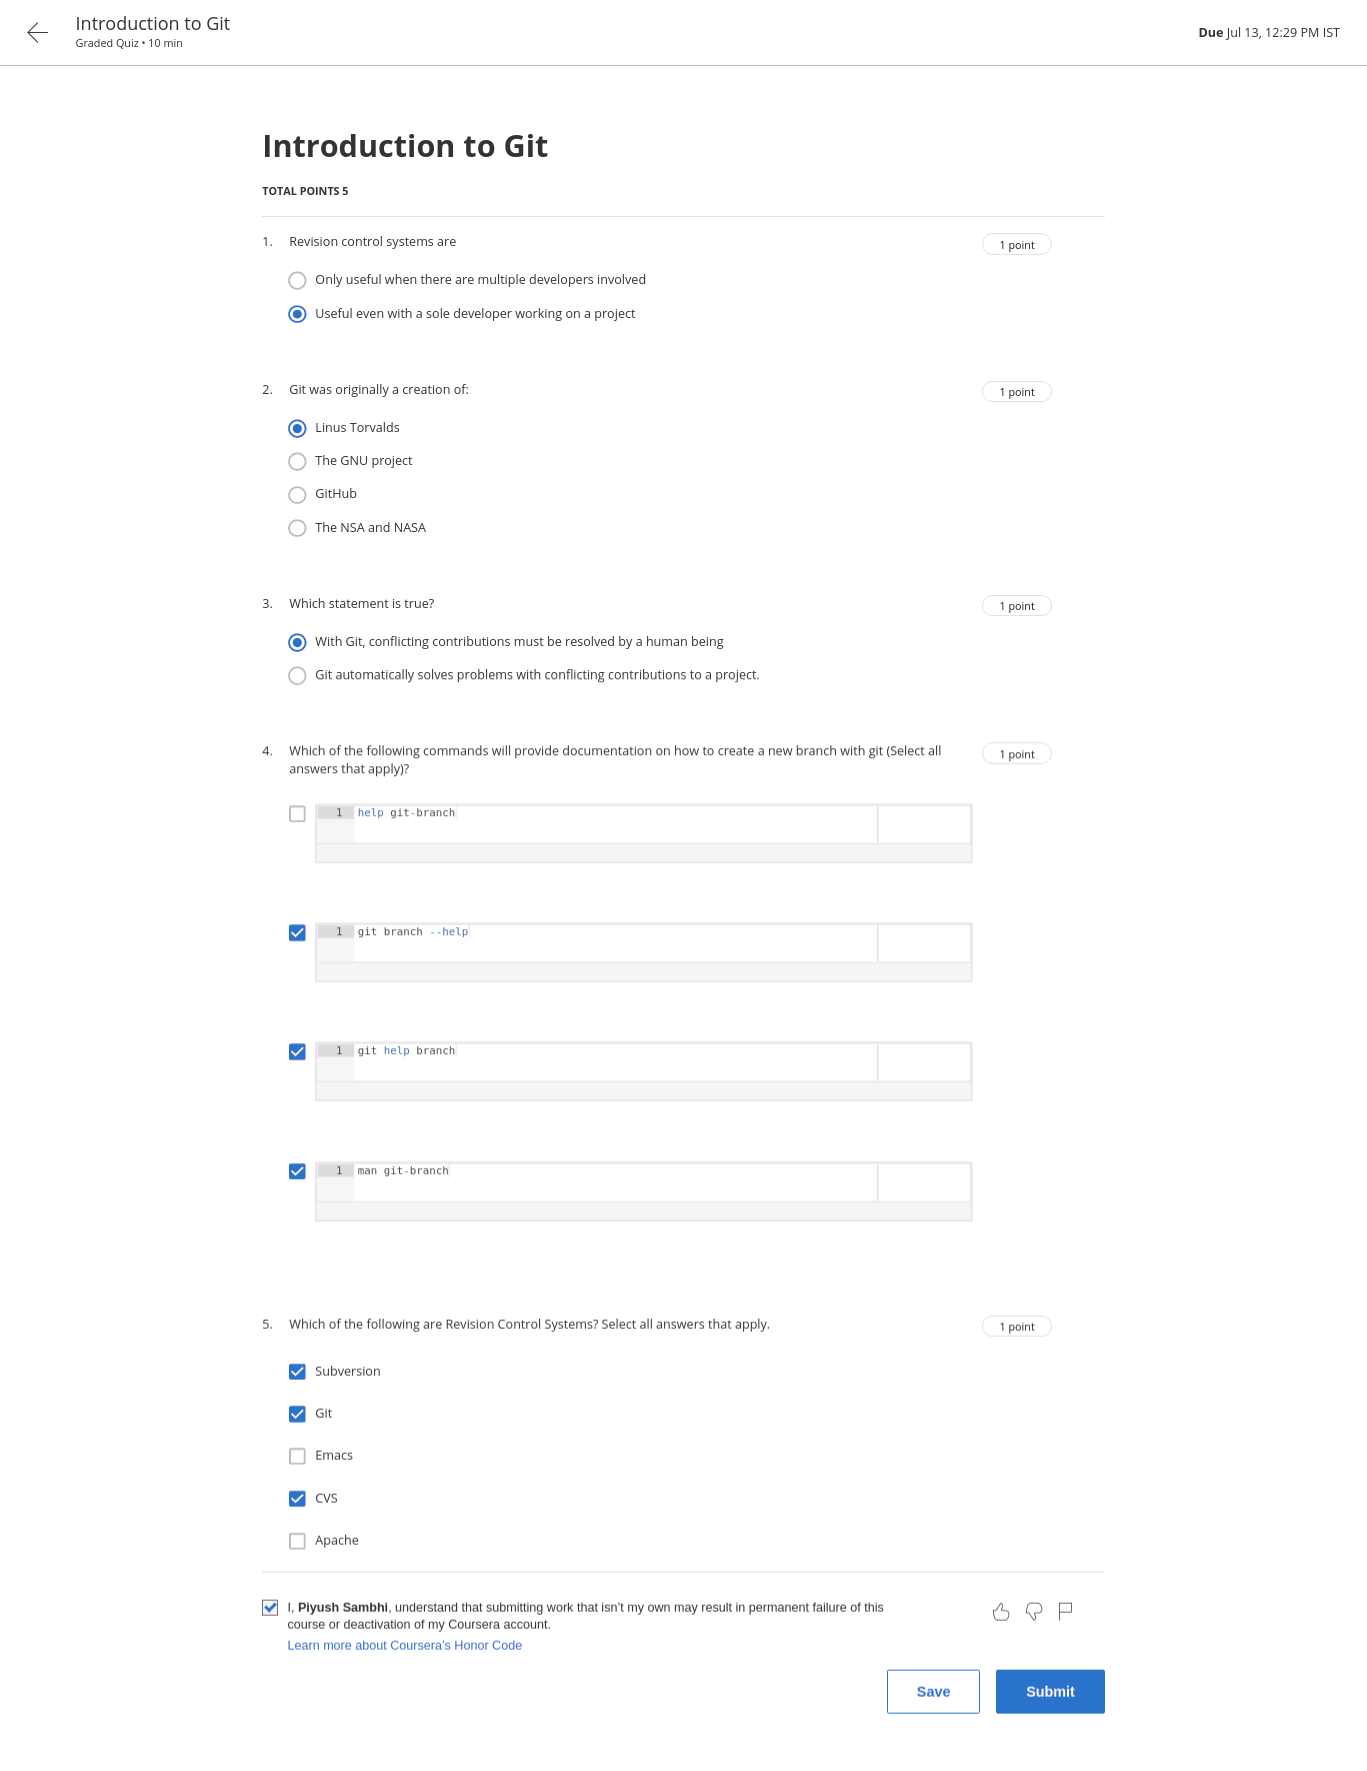 Introduction to Git
Graded Quiz • 10 min
Due Jul 13, 12:29 PM IST
Introduction to Git
TOTAL POINTS 5
1. Revision control systems are
1 point
Only useful when there are multiple developers involved
Useful even with a sole developer working on a project
2. Git was originally a creation of:
1 point
Linus Torvalds
The GNU project
GitHub
The NSA and NASA
3. Which statement is true?
1 point
With Git, conflicting contributions must be resolved by a human being
Git automatically solves problems with conflicting contributions to a project.
4. Which of the following commands will provide documentation on how to create a new branch with git (Select all
answers that apply)?
1 point
1 help git-branch
1 git branch --help
1 git help branch
1 man git-branch
5. Which of the following are Revision Control Systems? Select all answers that apply.
1 point
Subversion
Git
Emacs
CVS
Apache
I, Piyush Sambhi, understand that submitting work that isn't my own may result in permanent failure of this
course or deactivation of my Coursera account.
Learn more about Coursera's Honor Code
Save
Submit